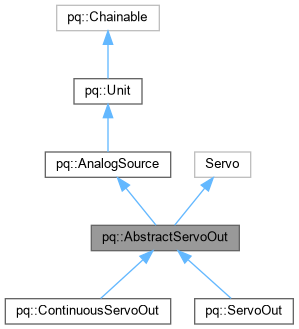 pq::Chainable
pq::Unit
pq::AnalogSource
Servo
pq::AbstractServoOut
pq::ContinuousServoOut
pq::ServoOut